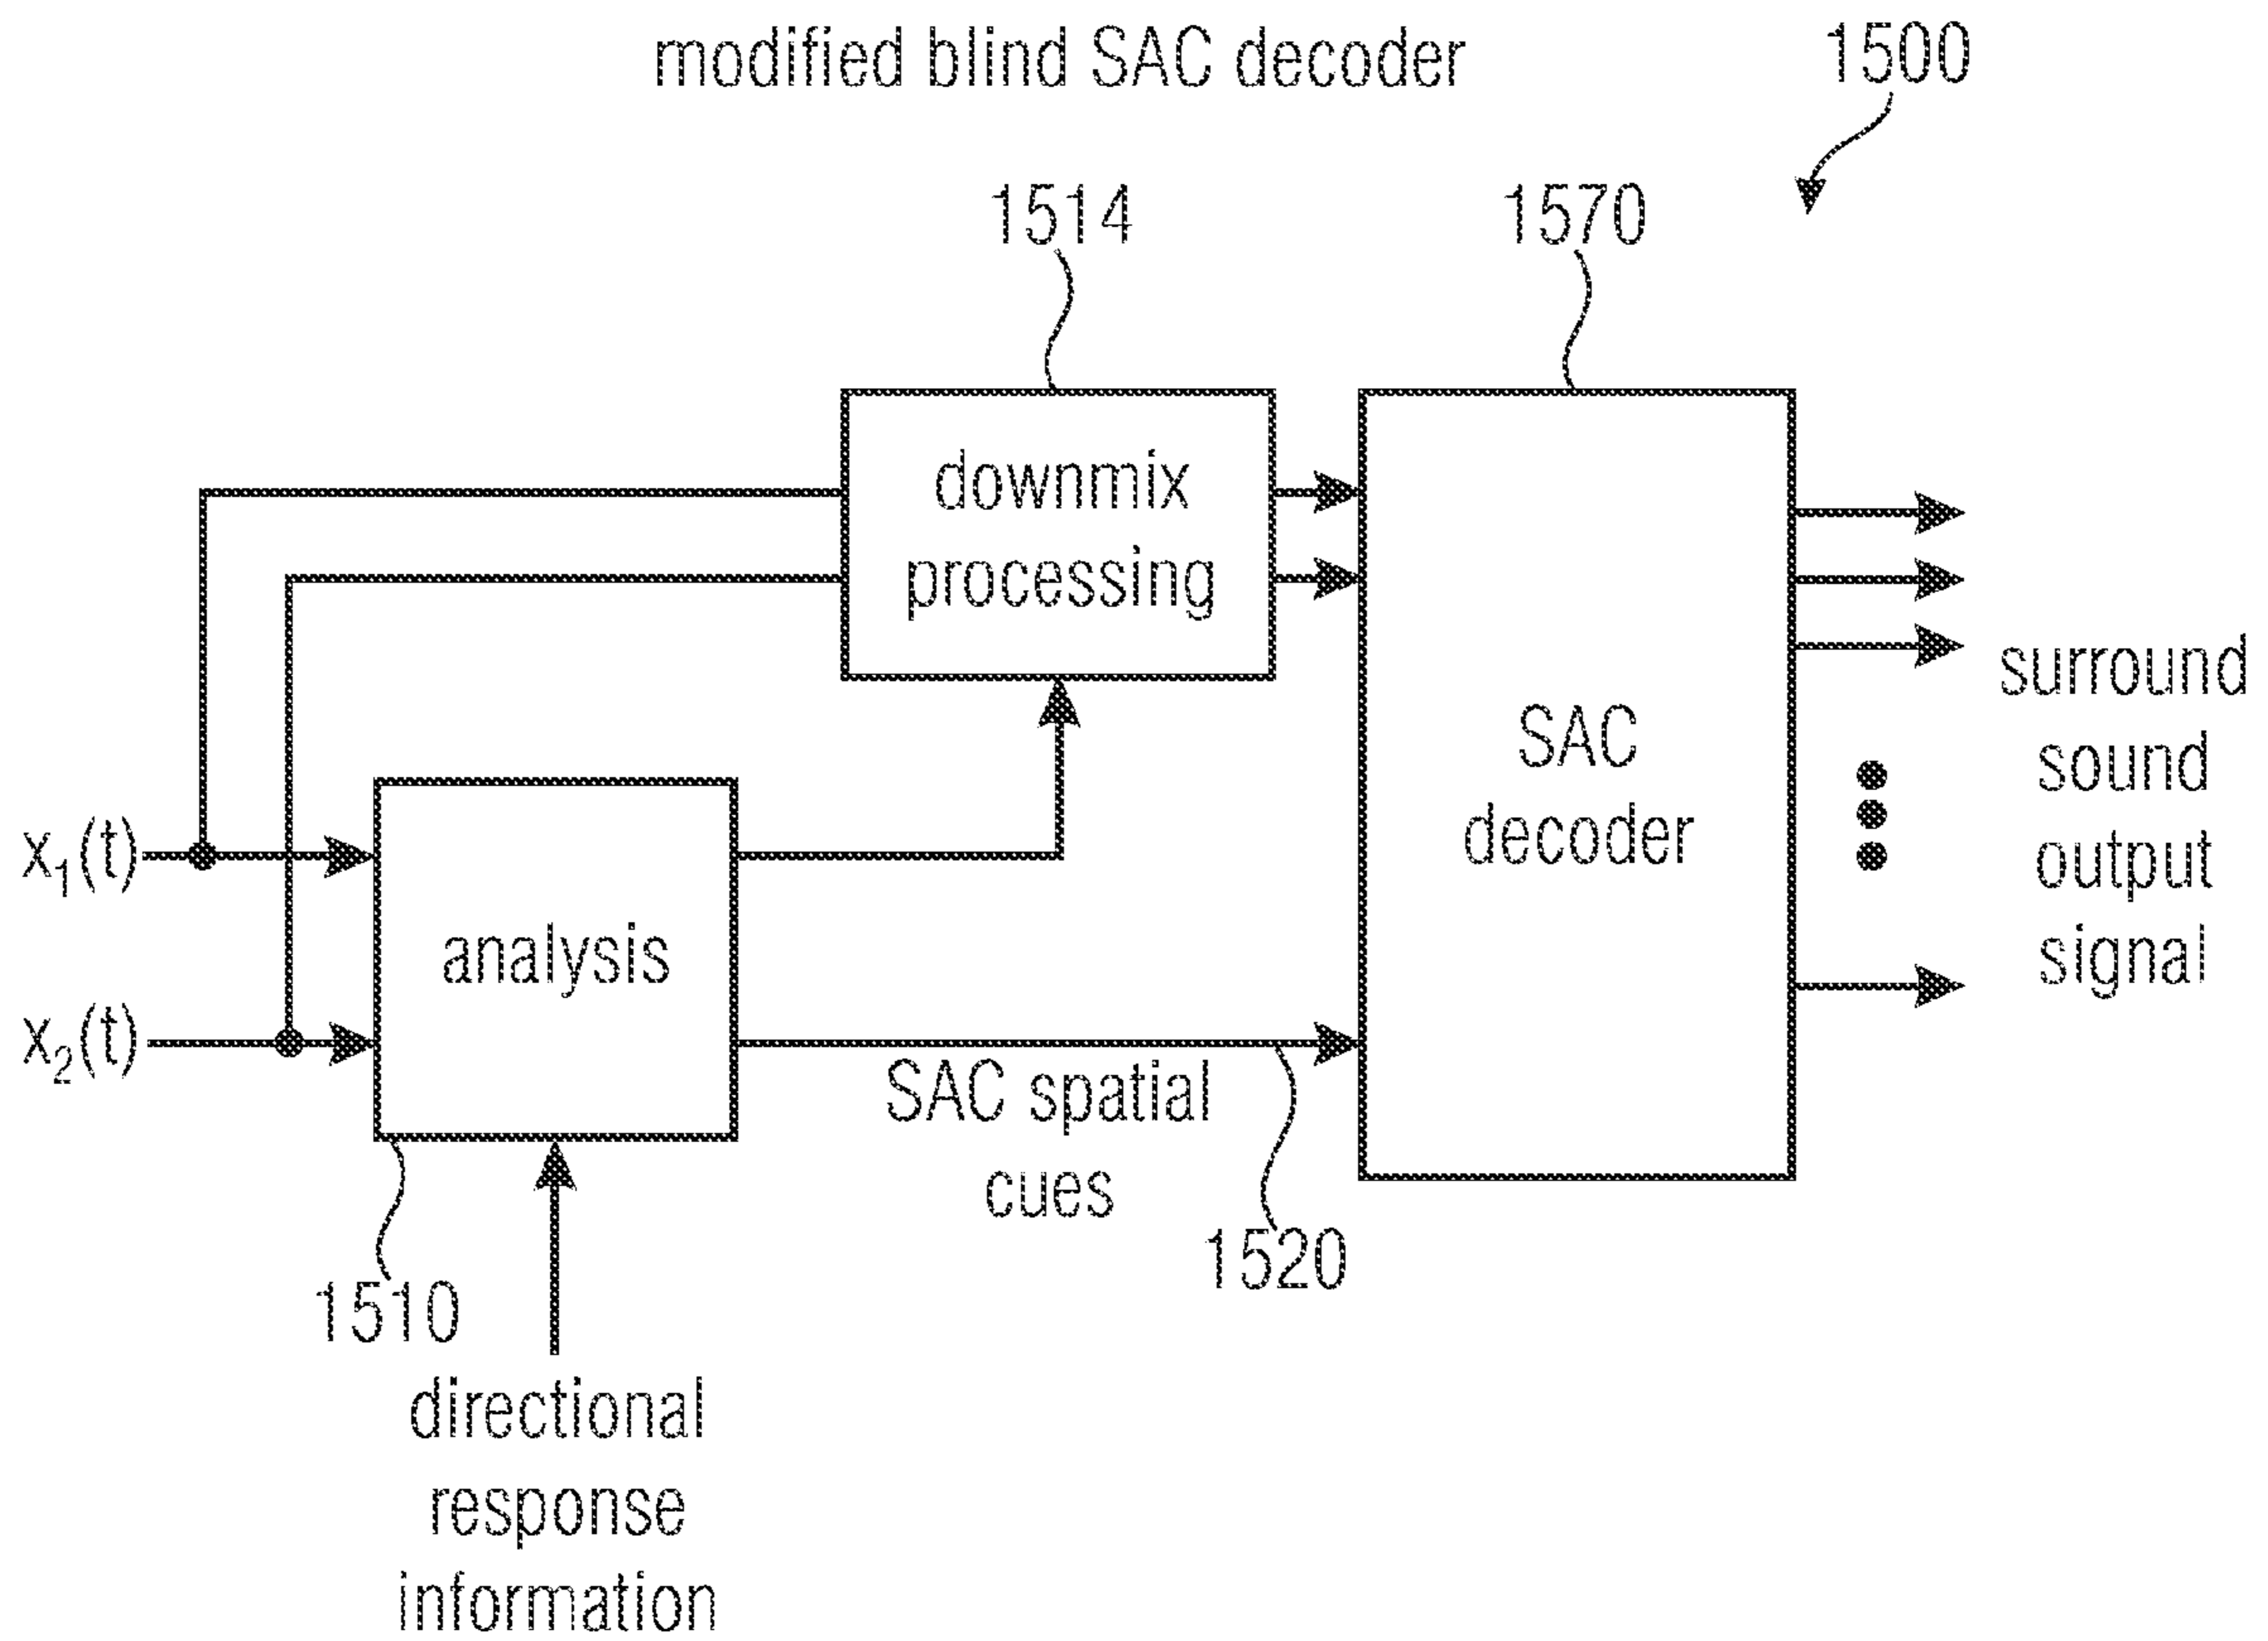 modified blind SAC decoder
1500
1514
1570
downmix
processing
SAC
decoder
surround
sound
output
signal
x1(t)
x2(t)
analysis
SAC spatial
cues
1520
1510
directional
response
information